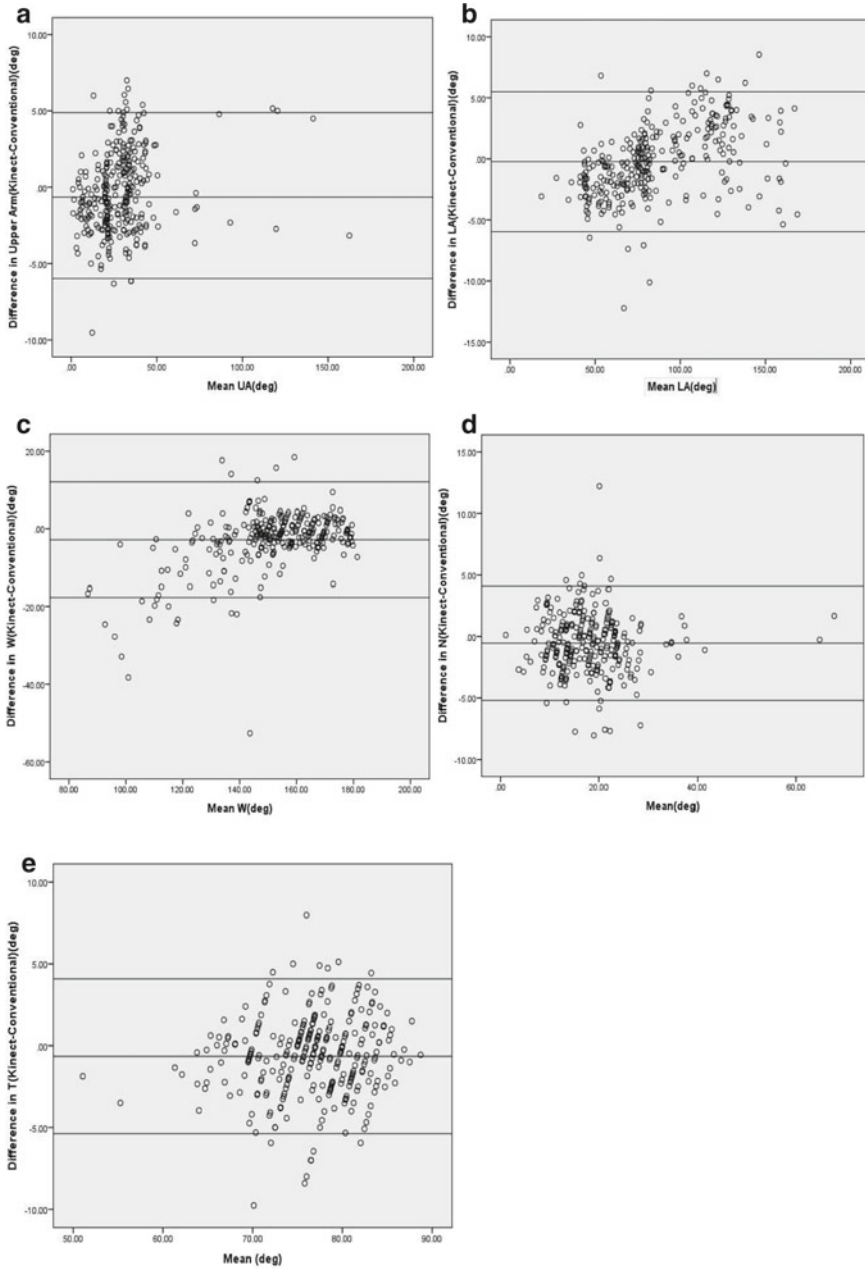 a
10.00
5.00
.00
-5.00
-10.00
Difference in Upper Arm(Kinect-Conventional)(deg)
.00 50.00 100.00 150.00 200.00
Mean UA(deg)
b
10.00
5.00
.00
-5.00
-10.00
-15.00
Difference in LA(Kinect-Conventional)(deg)
.00 50.00 100.00 150.00 200.00
Mean LA(deg)
c
20.00
.00
-20.00
-40.00
-60.00
Difference in W(Kinect-Conventional)(deg)
80.00 100.00 120.00 140.00 160.00 180.00 200.00
Mean W(deg)
d
15.00
10.00
5.00
.00
-5.00
-10.00
Difference in N(Kinect-Conventional)(deg)
.00 20.00 40.00 60.00
Mean(deg)
e
10.00
5.00
.00
-5.00
-10.00
Difference in T(Kinect-Conventional)(deg)
50.00 60.00 70.00 80.00 90.00
Mean (deg)